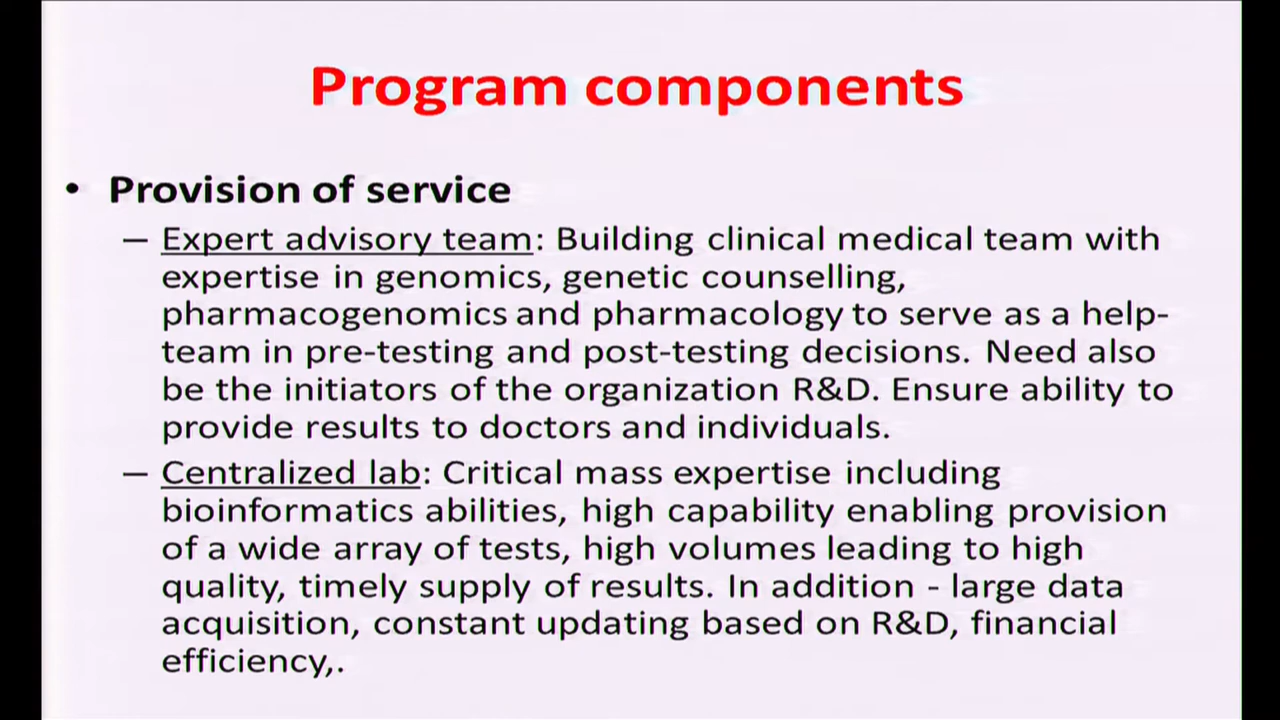 Program components
• Provision of service
– Expert advisory team: Building clinical medical team with
expertise in genomics, genetic counselling,
pharmacogenomics and pharmacology to serve as a help-
team in pre-testing and post-testing decisions. Need also
be the initiators of the organization R&D. Ensure ability to
provide results to doctors and individuals.
– Centralized lab: Critical mass expertise including
bioinformatics abilities, high capability enabling provision
of a wide array of tests, high volumes leading to high
quality, timely supply of results. In addition - large data
acquisition, constant updating based on R&D, financial
efficiency,.